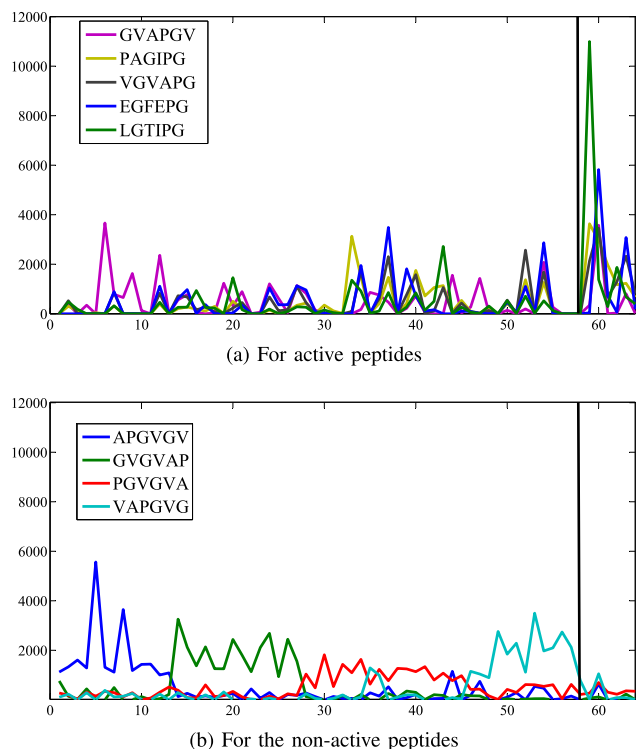 12000
10000
8000
6000
4000
2000
0
0 10 20 30 40 50 60
GVAPGV
PAGIPG
VGVAPG
EGFEPG
LGTIPG
(a) For active peptides
12000
10000
8000
6000
4000
2000
0
0 10 20 30 40 50 60
APGVGV
GVGVAP
PGVGVA
VAPGVG
(b) For the non-active peptides